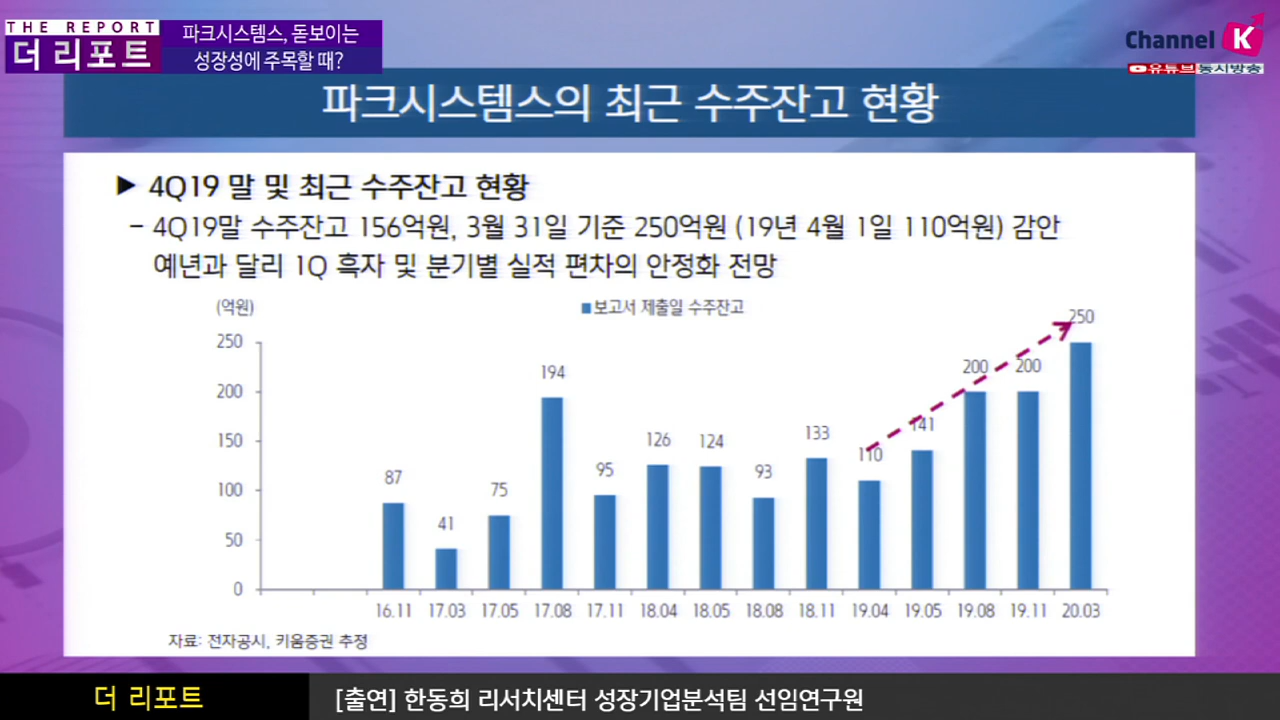 THE REPORT
더 리포트
파크시스템스, 돋보이는
성장성에 주목할 때?
Channel K
유튜브동시방송
파크시스템스의 최근 수주잔고 현황
▶ 4Q19 말 및 최근 수주잔고 현황
− 4Q19말 수주잔고 156억원, 3월 31일 기준 250억원 (19년 4월 1일 110억원) 감안
예년과 달리 1Q 흑자 및 분기별 실적 편차의 안정화 전망
(억원)
보고서 제출일 수주잔고
250
200
150
100
50
0
87
41
75
194
95
126
124
93
133
110
141
200
200
250
16.11 17.03 17.05 17.08 17.11 18.04 18.05 18.08 18.11 19.04 19.05 19.08 19.11 20.03
자료: 전자공시, 키움증권 추정
더 리포트
[출연] 한동희 리서치센터 성장기업분석팀 선임연구원